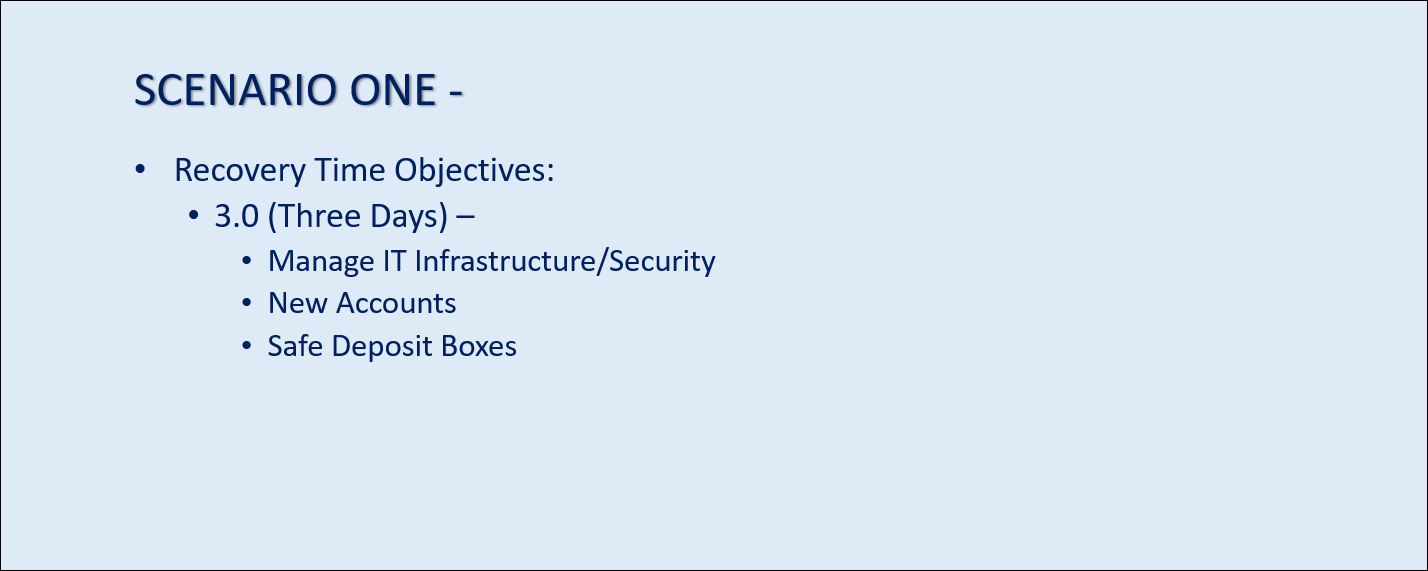 SCENARIO ONE -
• Recovery Time Objectives:
• 3.0 (Three Days) –
• Manage IT Infrastructure/Security
• New Accounts
• Safe Deposit Boxes